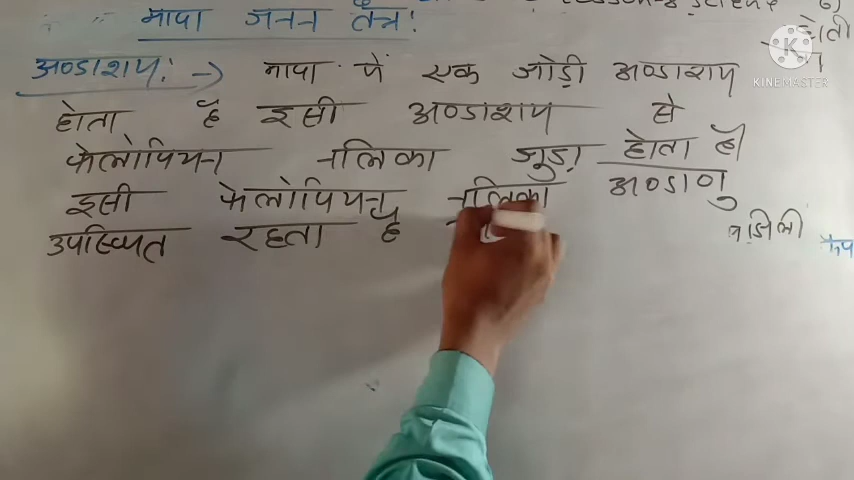 मादा जनन तंत्र:
होती
अण्डाशय: → मादा में एक जोड़ी अण्डाशय
होता है इसी अण्डाशय से
फेलोपियन नलिका जुड़ा होता है।
इसी फेलोपियन नलिका अण्डाणु
उपस्थित रहता है
KINEMASTER